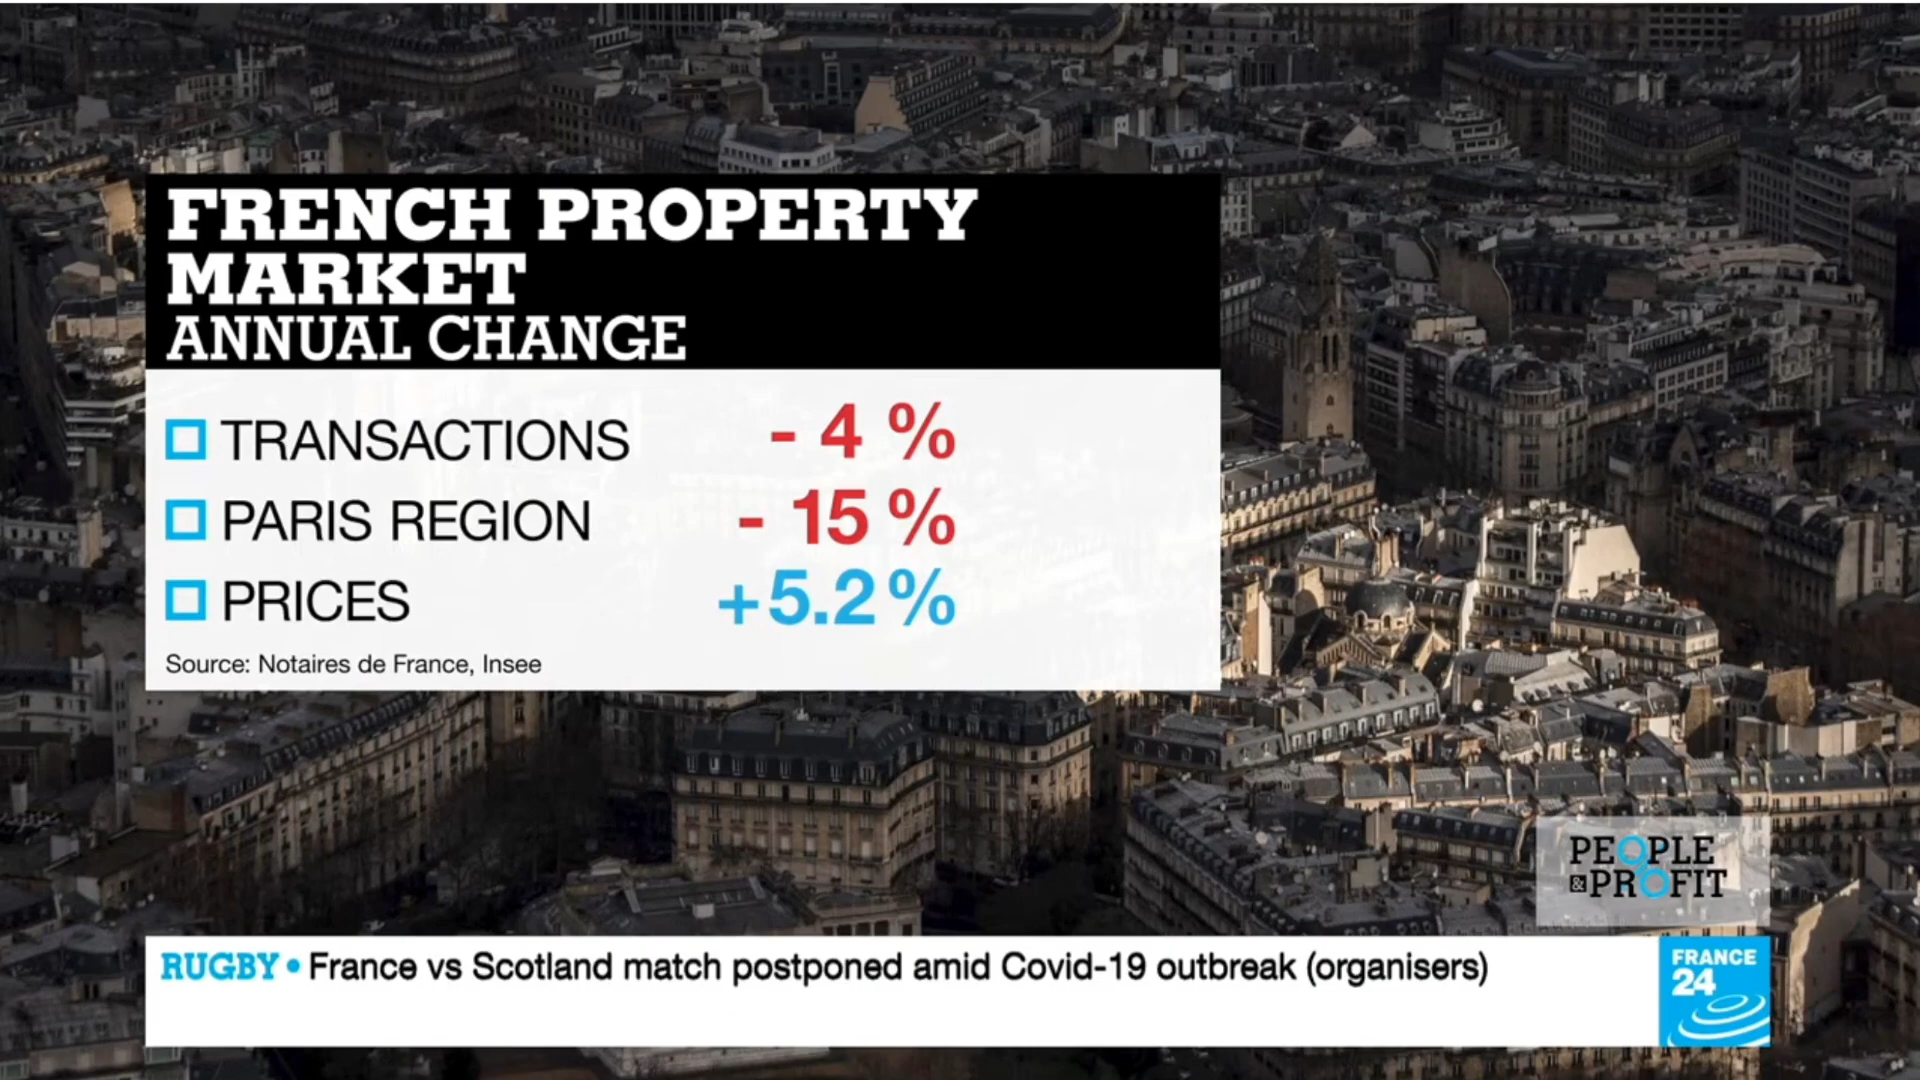 FRENCH PROPERTY
MARKET
ANNUAL CHANGE
TRANSACTIONS - 4 %
PARIS REGION - 15 %
PRICES +5.2 %
Source: Notaires de France, Insee
PEOPLE
& PROFIT
RUGBY • France vs Scotland match postponed amid Covid-19 outbreak (organisers)
FRANCE
24